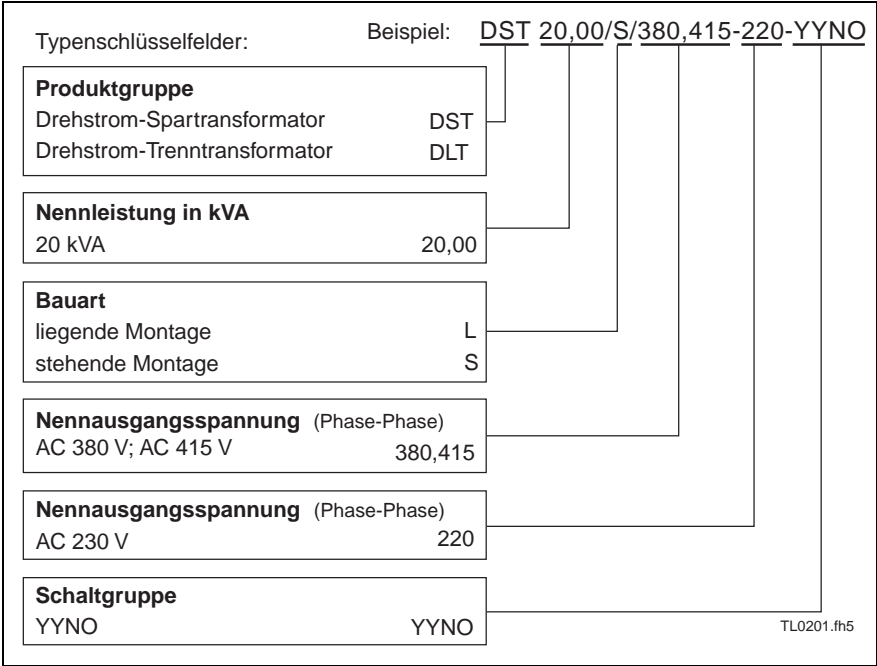 Typenschlüsselfelder: Beispiel: DST 20,00/S/380,415-220-YYNO
Produktgruppe
Drehstrom-Spartransformator DST
Drehstrom-Trenntransformator DLT
Nennleistung in kVA
20 kVA 20,00
Bauart
liegende Montage L
stehende Montage S
Nennausgangsspannung (Phase-Phase)
AC 380 V; AC 415 V 380,415
Nennausgangsspannung (Phase-Phase)
AC 230 V 220
Schaltgruppe
YYNO YYNO
TL0201.fh5